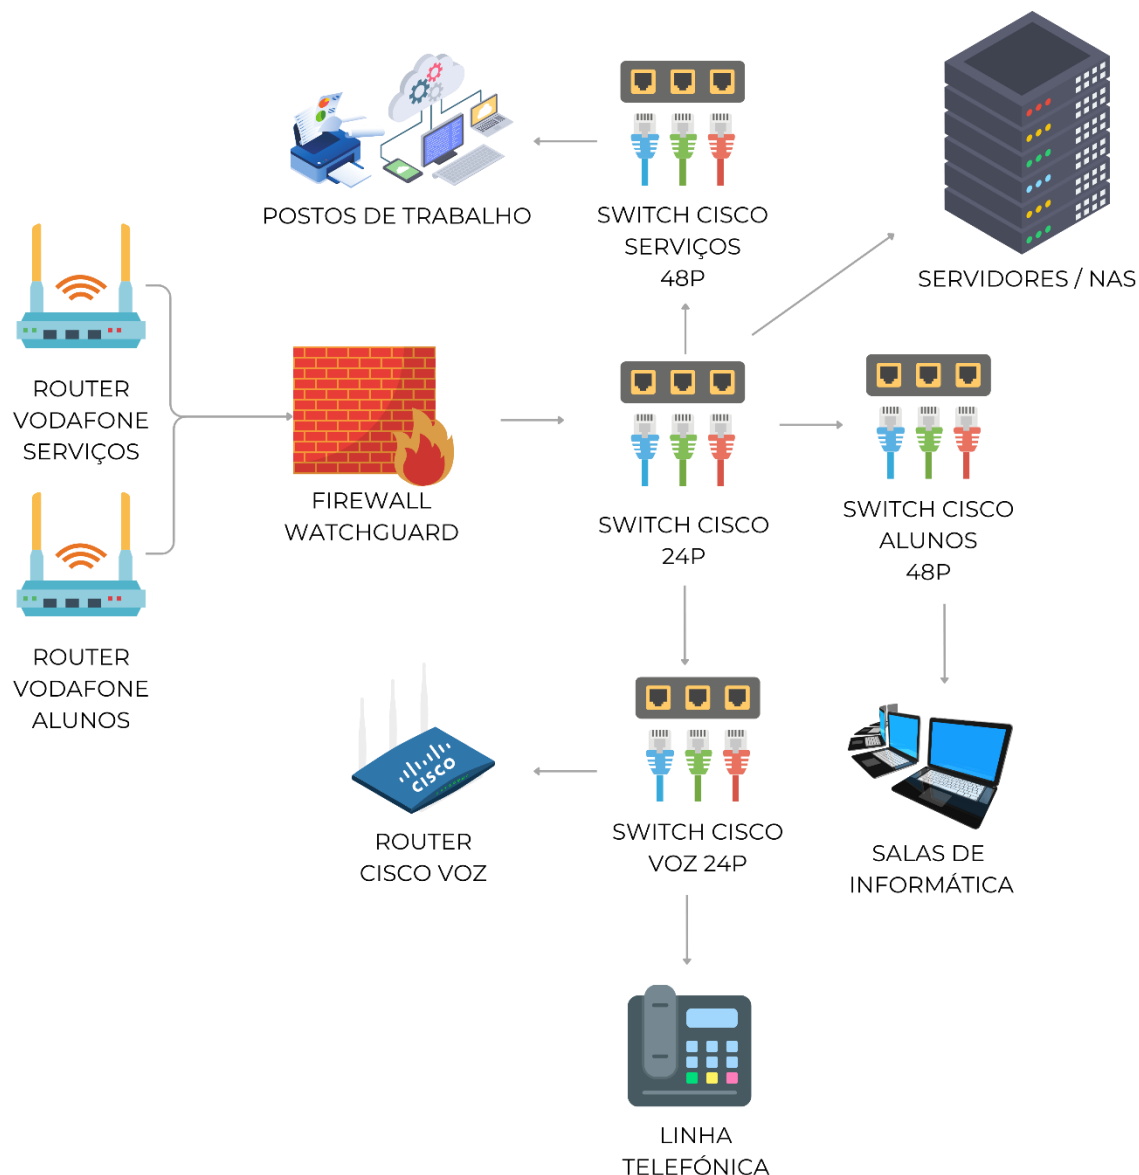 POSTOS DE TRABALHO
SWITCH CISCO
SERVIÇOS
48P
SERVIDORES / NAS
ROUTER
VODAFONE
SERVIÇOS
FIREWALL
WATCHGUARD
SWITCH CISCO
24P
SWITCH CISCO
ALUNOS
48P
ROUTER
VODAFONE
ALUNOS
CISCO
ROUTER
CISCO VOZ
SWITCH CISCO
VOZ 24P
SALAS DE
INFORMÁTICA
LINHA
TELEFÓNICA